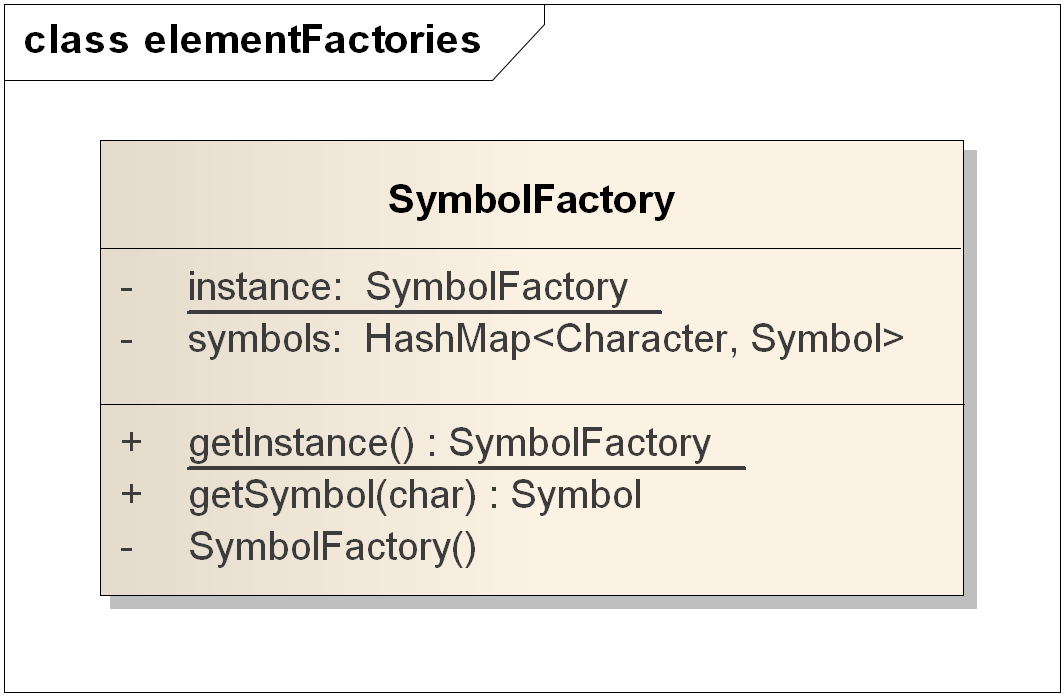 class elementFactories
SymbolFactory
- instance: SymbolFactory
- symbols: HashMap<Character, Symbol>
+ getInstance() : SymbolFactory
+ getSymbol(char) : Symbol
- SymbolFactory()